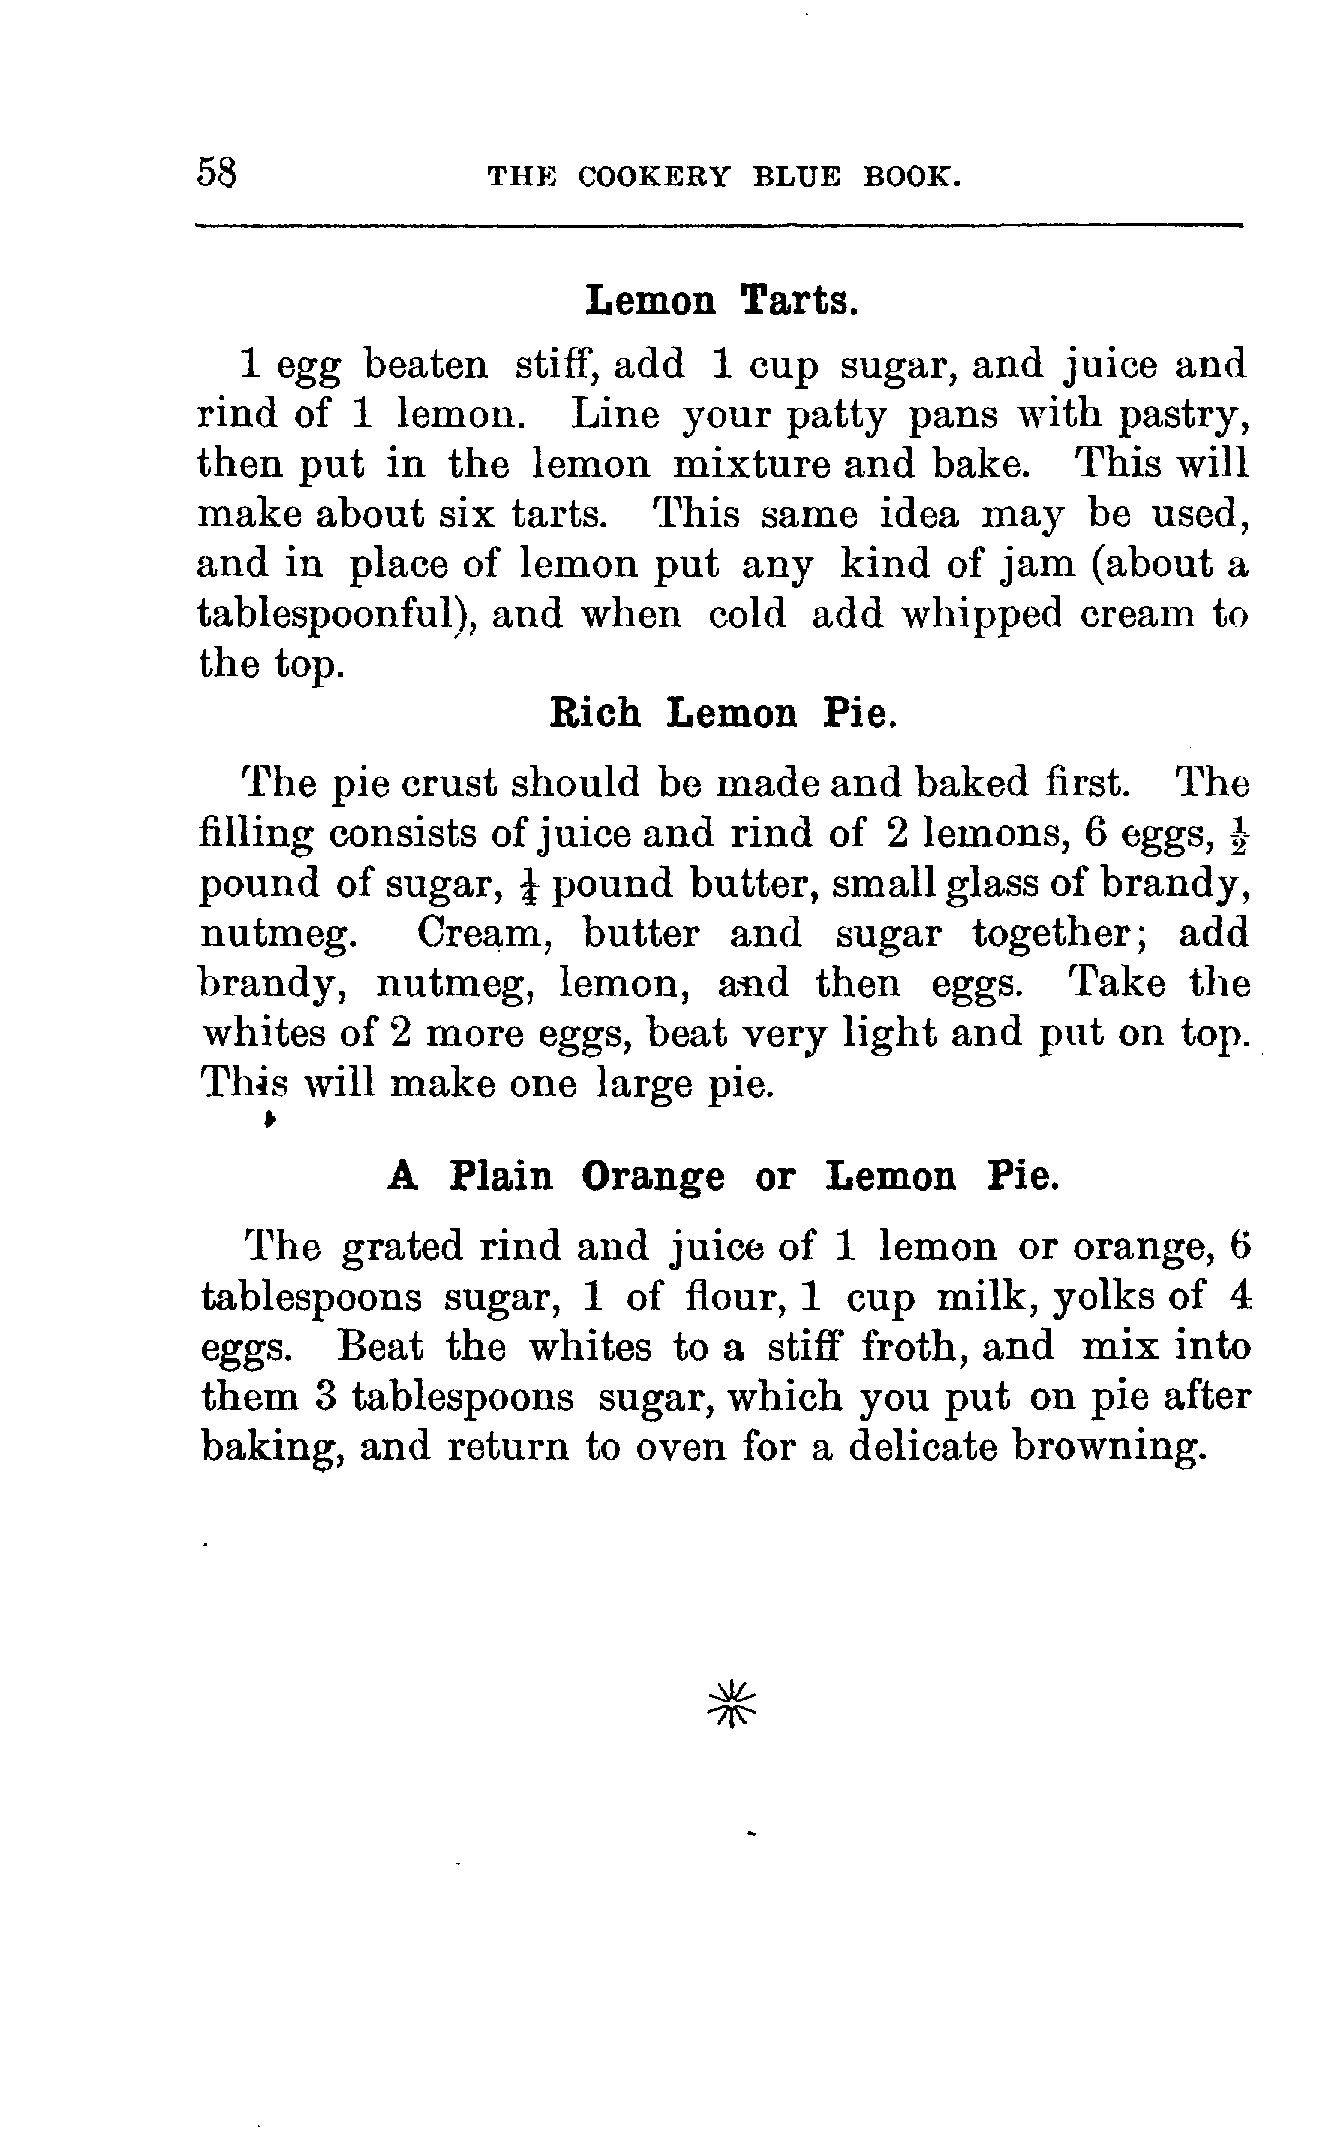 58 THE COOKERY BLUE BOOK.
Lemon Tarts.
1 egg beaten stiff, add 1 cup sugar, and juice and
rind of 1 lemon. Line your patty pans with pastry,
then put in the lemon mixture and bake. This will
make about six tarts. This same idea may be used,
and in place of lemon put any kind of jam (about a
tablespoonful), and when cold add whipped cream to
the top.
Rich Lemon Pie.
The pie crust should be made and baked first. The
filling consists of juice and rind of 2 lemons, 6 eggs, ½
pound of sugar, ¼ pound butter, small glass of brandy,
nutmeg. Cream, butter and sugar together; add
brandy, nutmeg, lemon, and then eggs. Take the
whites of 2 more eggs, beat very light and put on top.
This will make one large pie.
A Plain Orange or Lemon Pie.
The grated rind and juice of 1 lemon or orange, 6
tablespoons sugar, 1 of flour, 1 cup milk, yolks of 4
eggs. Beat the whites to a stiff froth, and mix into
them 3 tablespoons sugar, which you put on pie after
baking, and return to oven for a delicate browning.